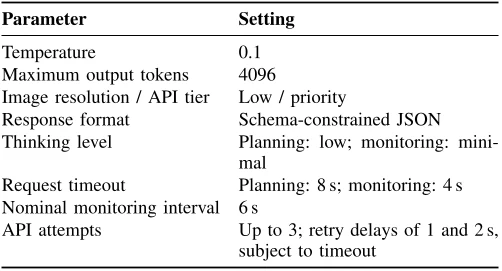 Parameter Setting
Temperature 0.1
Maximum output tokens 4096
Image resolution / API tier Low / priority
Response format Schema-constrained JSON
Thinking level Planning: low; monitoring: mini-
mal
Request timeout Planning: 8 s; monitoring: 4 s
Nominal monitoring interval 6 s
API attempts Up to 3; retry delays of 1 and 2 s,
subject to timeout